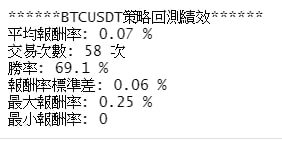 ******BTCUSDT策略回測績效******
平均報酬率: 0.07 %
交易次數: 58 次
勝率: 69.1 %
報酬率標準差: 0.06 %
最大報酬率: 0.25 %
最小報酬率: 0